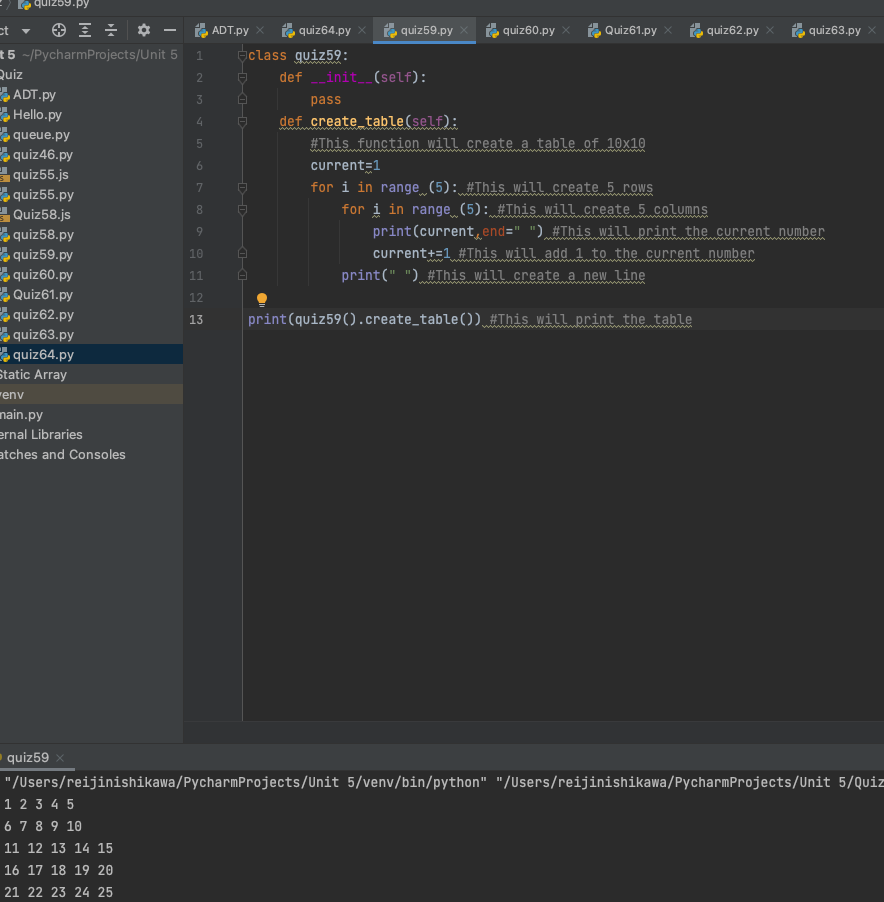 quiz59.py
ADT.py quiz64.py quiz59.py quiz60.py Quiz61.py quiz62.py quiz63.py
5 ~/PycharmProjects/Unit 5
Quiz
ADT.py
Hello.py
queue.py
quiz46.py
quiz55.js
quiz55.py
Quiz58.js
quiz58.py
quiz59.py
quiz60.py
Quiz61.py
quiz62.py
quiz63.py
quiz64.py
Static Array
venv
main.py
ernal Libraries
atches and Consoles
1 class quiz59:
2 def __init__(self):
3 pass
4 def create_table(self):
5 #This function will create a table of 10x10
6 current=1
7 for i in range (5): #This will create 5 rows
8 for i in range (5): #This will create 5 columns
9 print(current,end=" ") #This will print the current number
10 current+=1 #This will add 1 to the current number
11 print(" ") #This will create a new line
12
13 print(quiz59().create_table()) #This will print the table
quiz59
"/Users/reijinishikawa/PycharmProjects/Unit 5/venv/bin/python" "/Users/reijinishikawa/PycharmProjects/Unit 5/Quiz
1 2 3 4 5
6 7 8 9 10
11 12 13 14 15
16 17 18 19 20
21 22 23 24 25